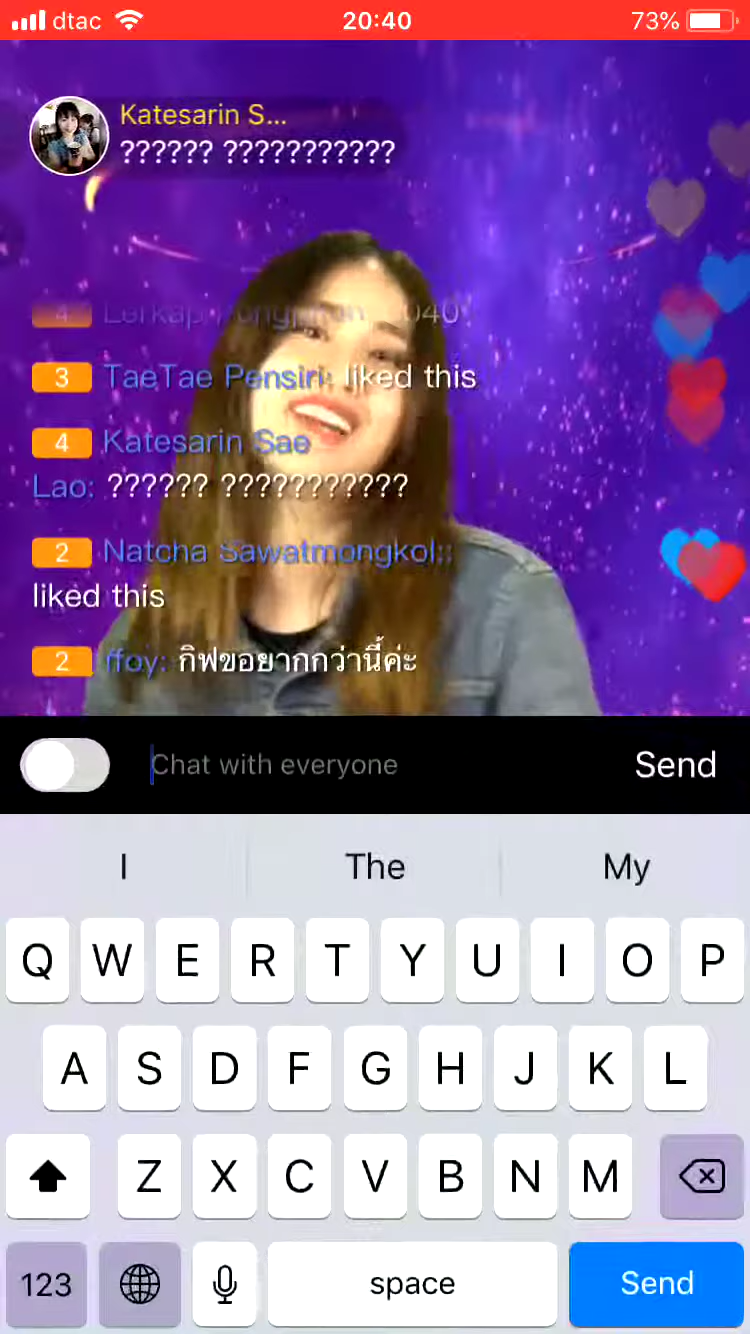 dtac 20:40 73%
Katesarin S...
?????? ???????????
4
3 TaeTae Pensiri: liked this
4 Katesarin Sae
Lao: ?????? ???????????
2 Natcha Sawatmongkol::
liked this
2 ffoy: กิฟขอยากกว่านี้ค่ะ
Chat with everyone Send
I The My
Q W E R T Y U I O P
A S D F G H J K L
Z X C V B N M
123 space Send